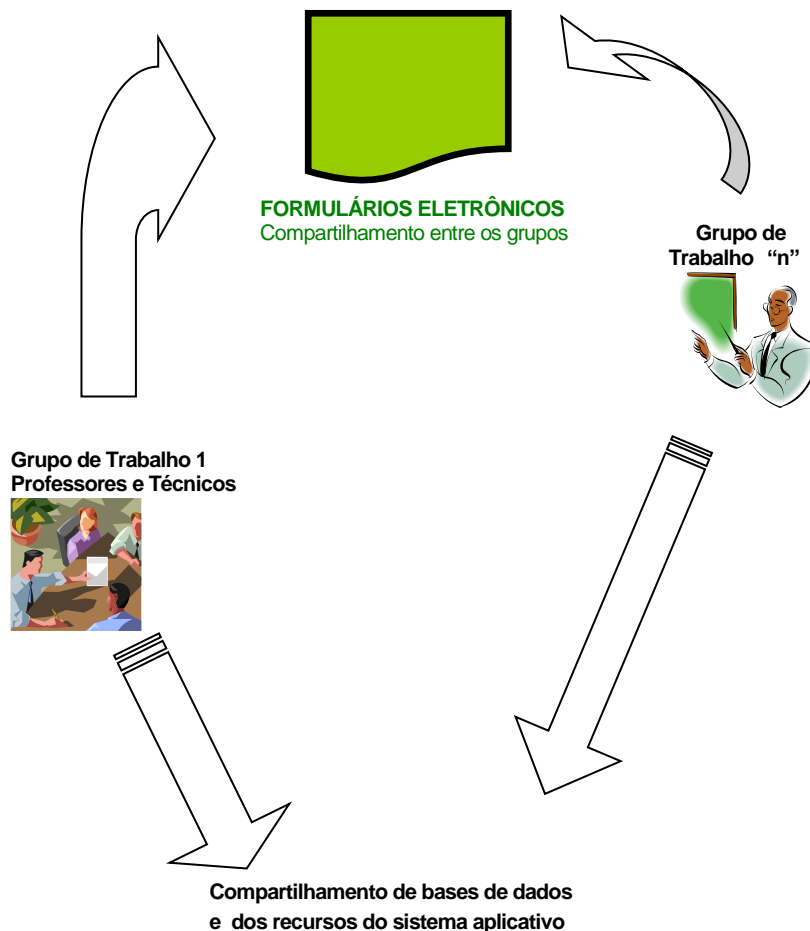 FORMULÁRIOS ELETRÔNICOS
Compartilhamento entre os grupos
Grupo de
Trabalho “n”
Grupo de Trabalho 1
Professores e Técnicos
Compartilhamento de bases de dados
e dos recursos do sistema aplicativo